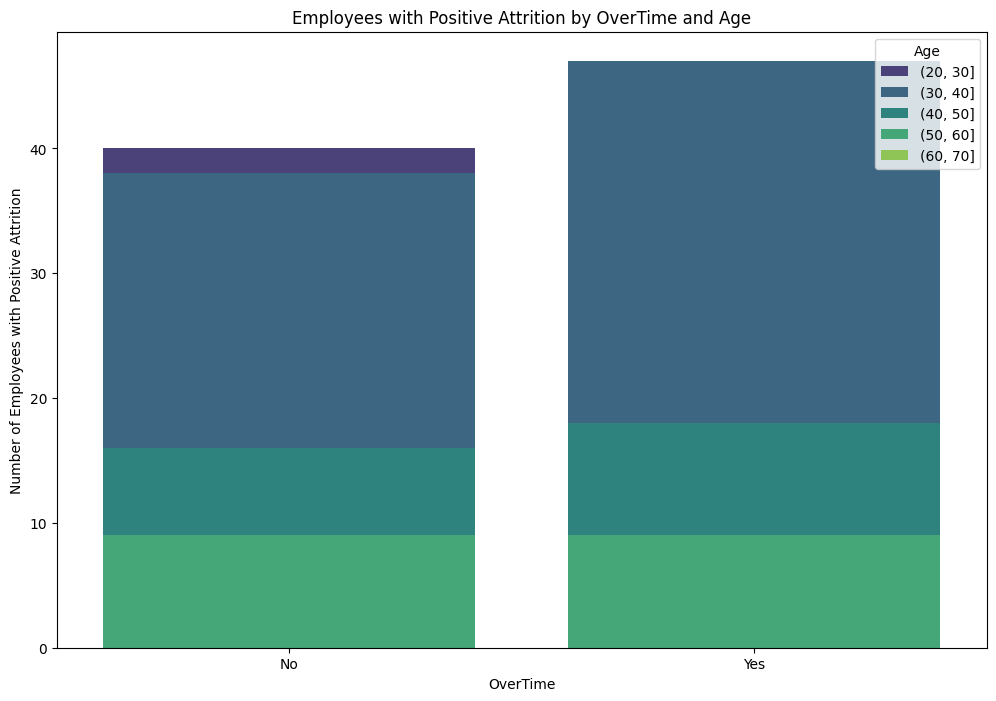 Employees with Positive Attrition by OverTime and Age
Age
(20, 30]
(30, 40]
(40, 50]
(50, 60]
(60, 70]
Number of Employees with Positive Attrition
40
30
20
10
0
No
Yes
OverTime